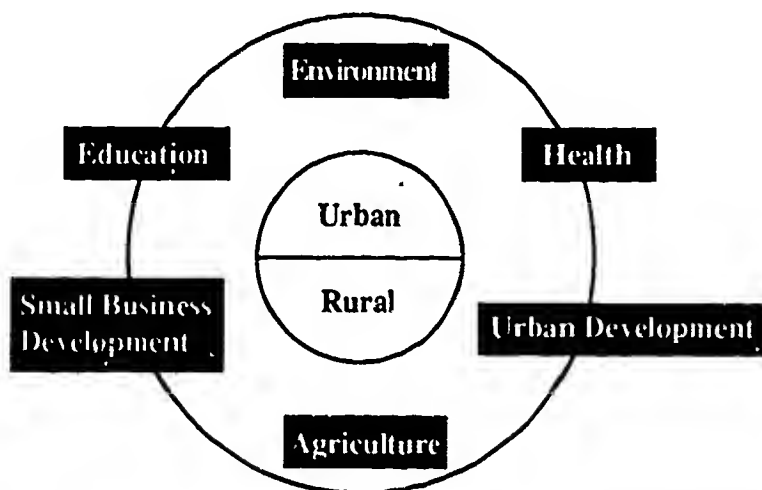 Environment
Education
Health
Urban
Rural
Small Business
Development
Urban Development
Agriculture